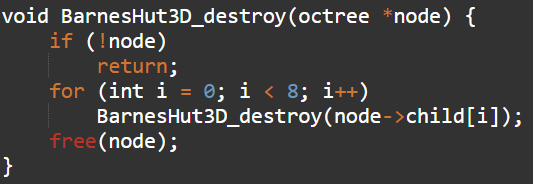 void BarnesHut3D_destroy(octree *node) {
    if (!node)
        return;
    for (int i = 0; i < 8; i++)
        BarnesHut3D_destroy(node->child[i]);
    free(node);
}